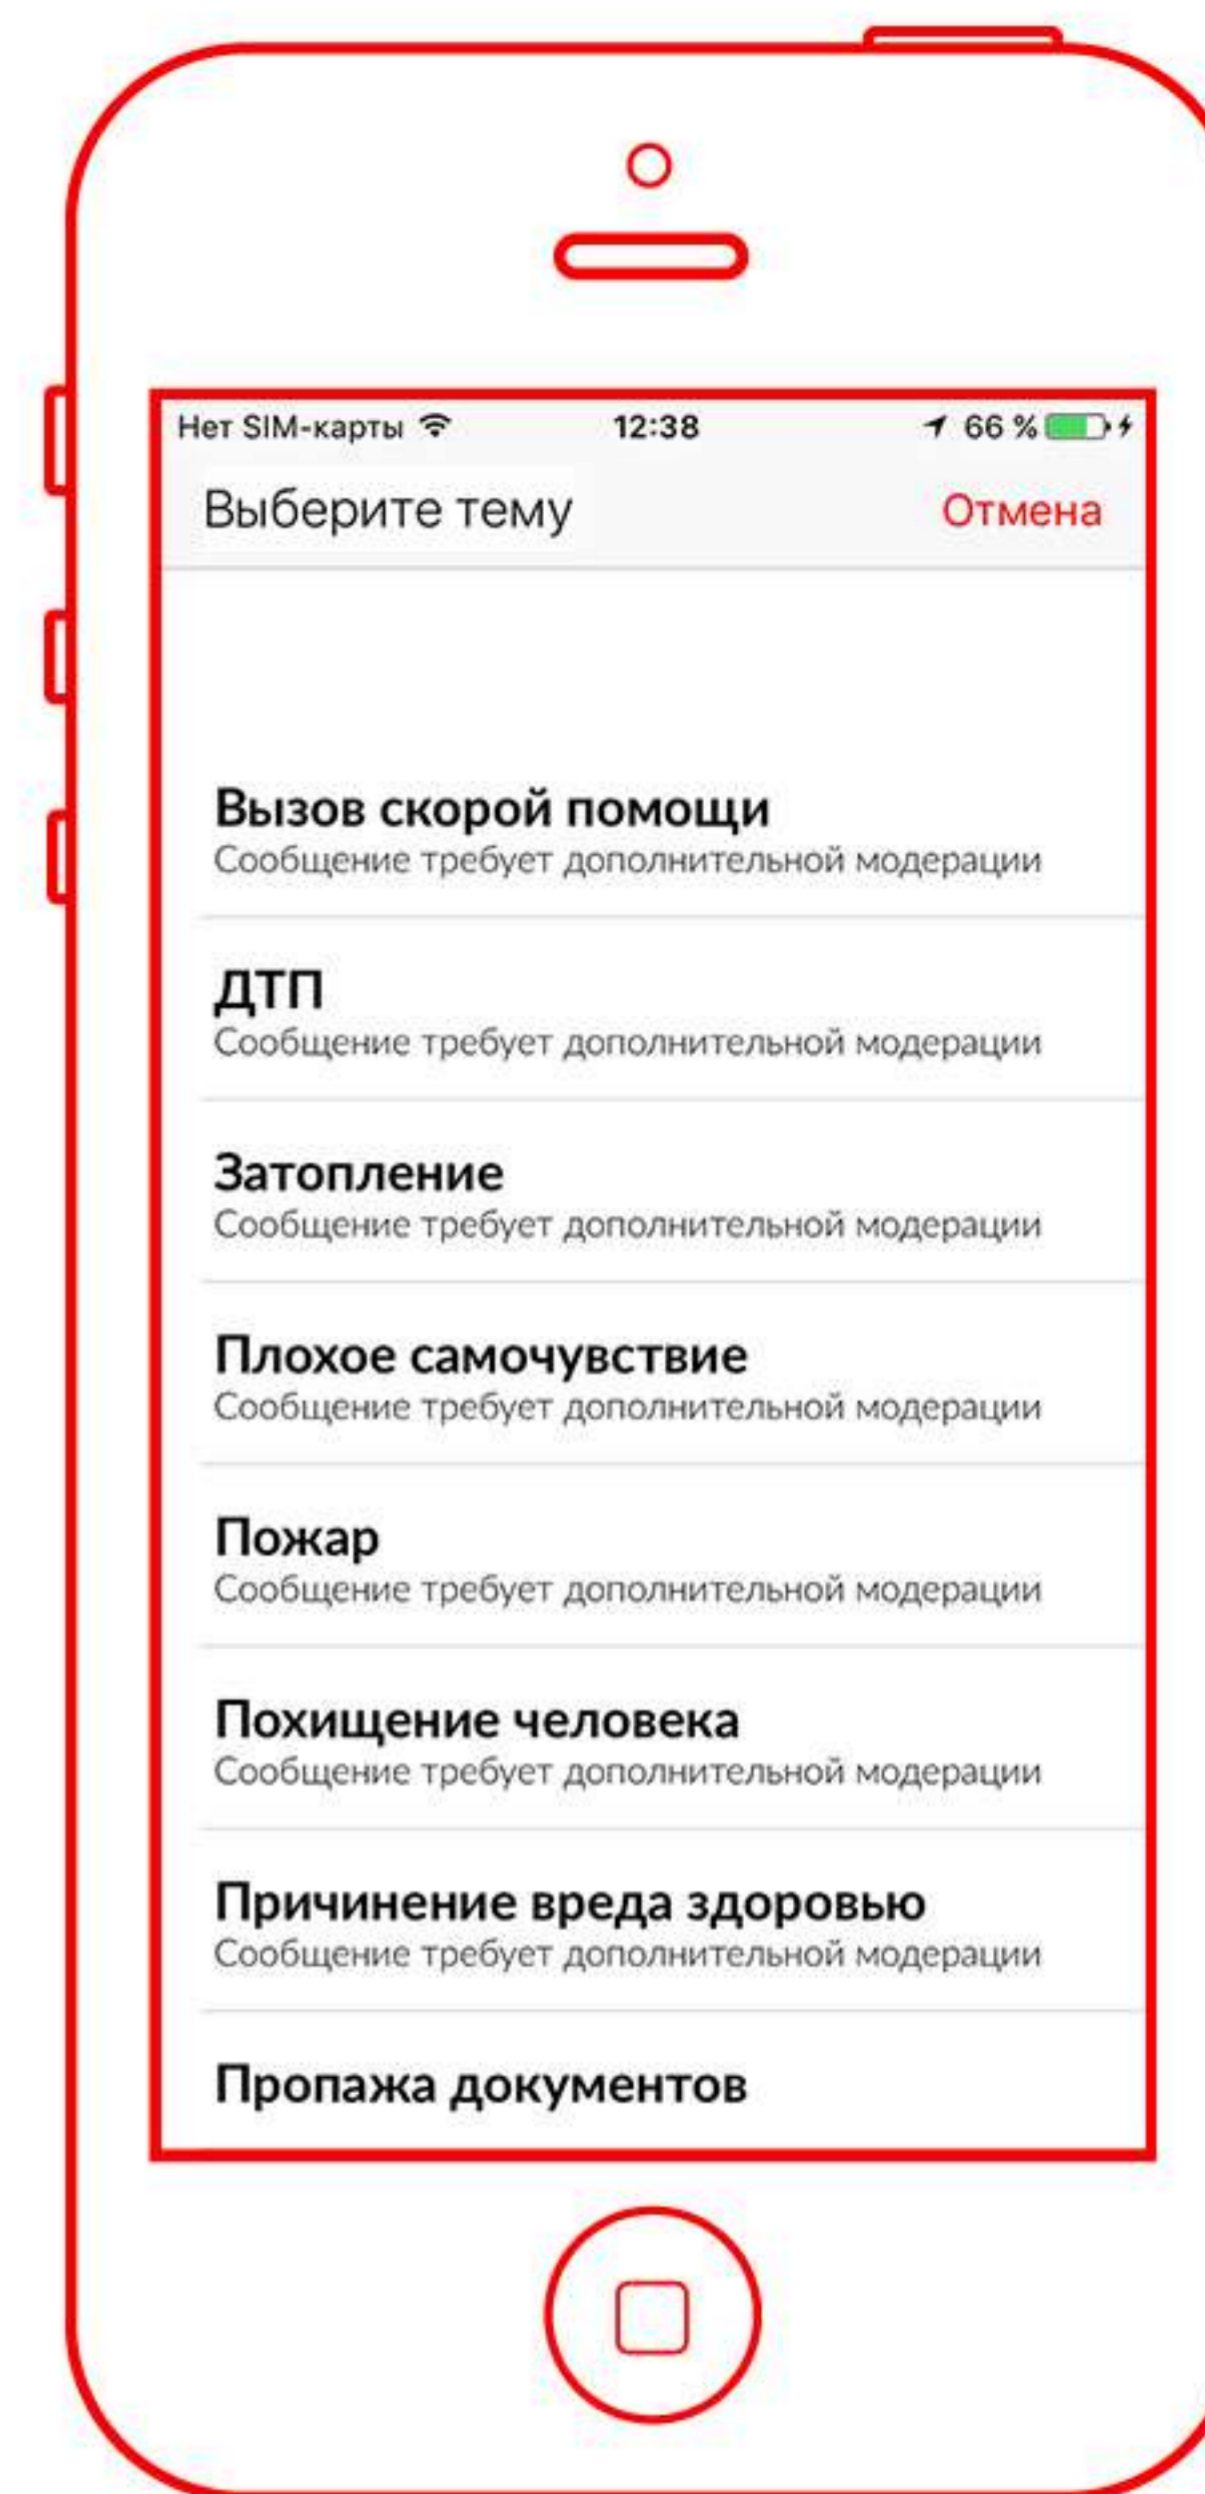 Нет SIM-карты 12:38 66 %
Выберите тему Отмена
Вызов скорой помощи
Сообщение требует дополнительной модерации
ДТП
Сообщение требует дополнительной модерации
Затопление
Сообщение требует дополнительной модерации
Плохое самочувствие
Сообщение требует дополнительной модерации
Пожар
Сообщение требует дополнительной модерации
Похищение человека
Сообщение требует дополнительной модерации
Причинение вреда здоровью
Сообщение требует дополнительной модерации
Пропажа документов